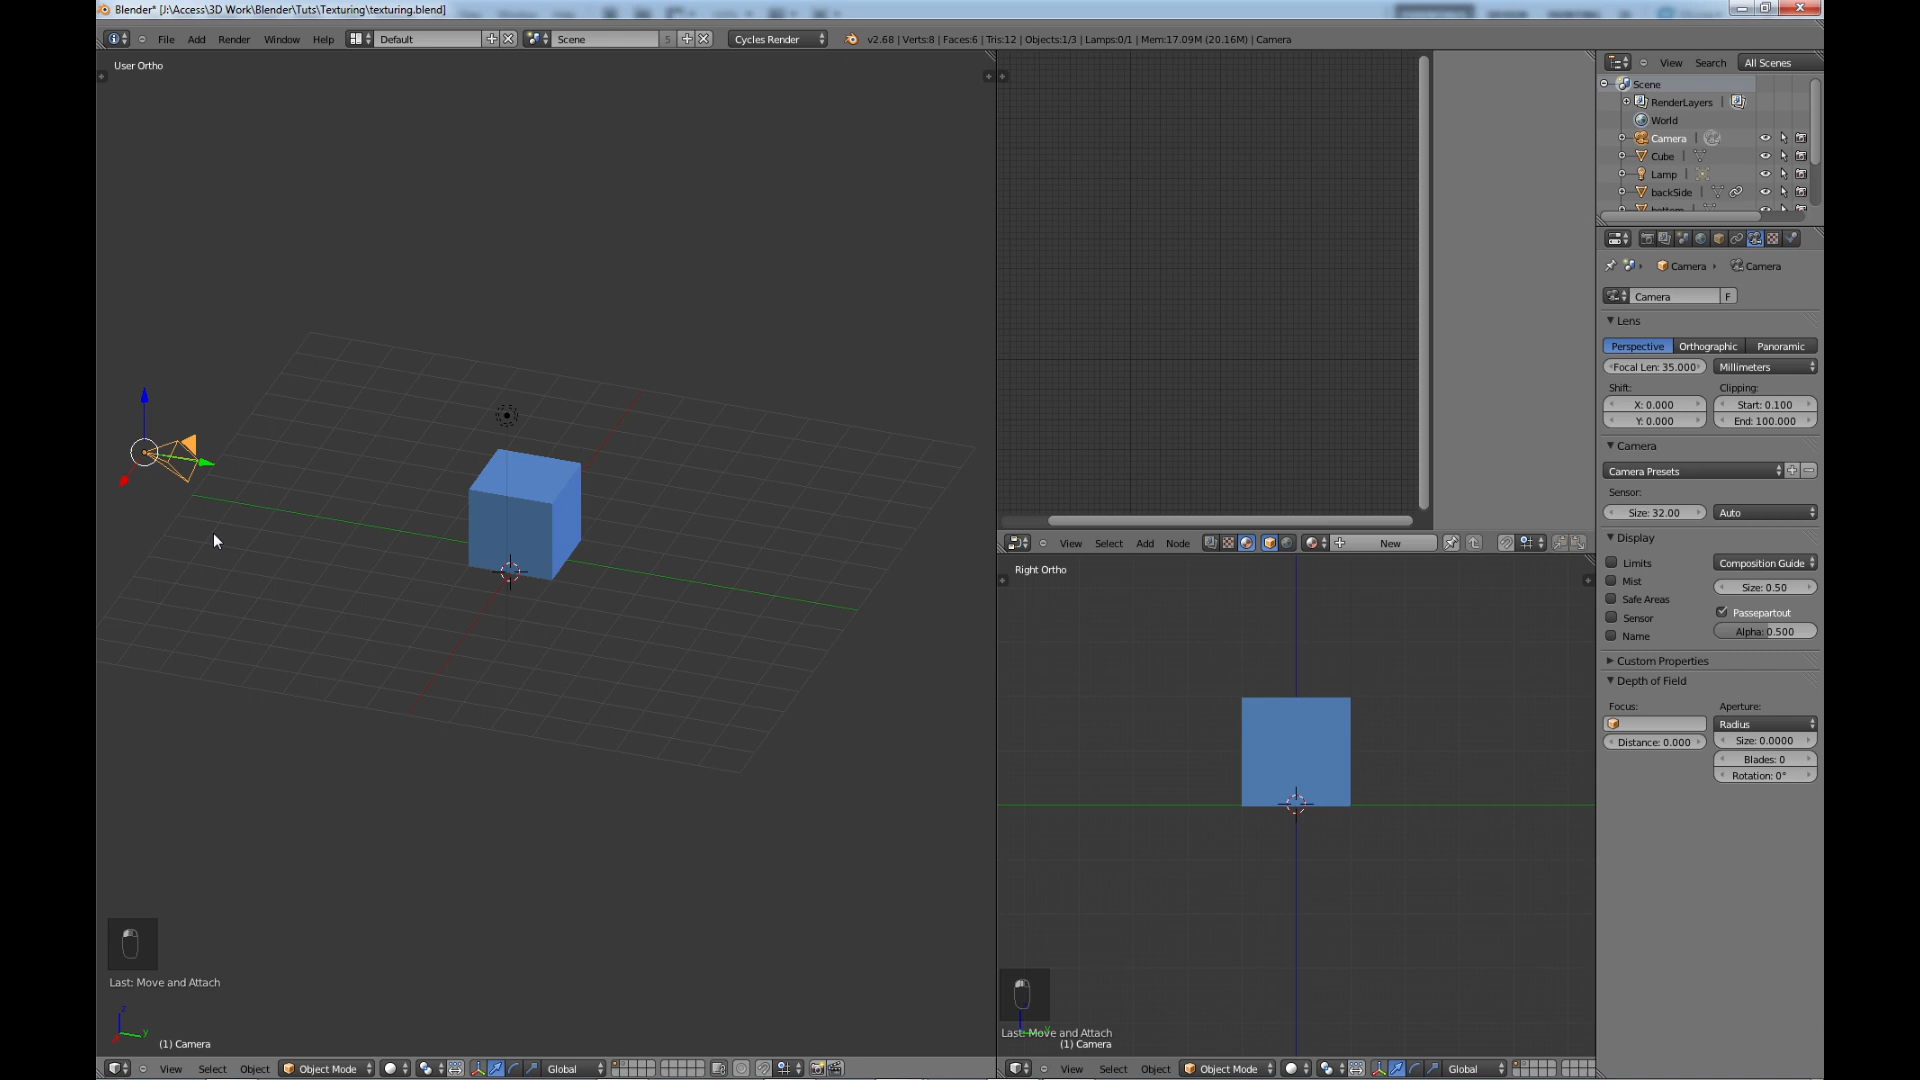 Blender* [J:\Access\3D Work\Blender\Tuts\Texturing\texturing.blend]
File Add Render Window Help Default Scene 5 Cycles Render v2.68 | Verts:8 | Faces:6 | Tris:12 | Objects:1/3 | Lamps:0/1 | Mem:17.09M (20.16M) | Camera
User Ortho
View Search All Scenes
Scene
RenderLayers
World
Camera
Cube
Lamp
backSide
bottom
Camera Camera
Camera F
Lens
Perspective Orthographic Panoramic
Focal Len: 35.000 Millimeters
Shift: Clipping:
X: 0.000 Start: 0.100
Y: 0.000 End: 100.000
Camera
Camera Presets
Sensor:
Size: 32.00 Auto
Display
Limits Composition Guide
Mist Size: 0.50
Safe Areas
Sensor Passepartout
Name Alpha: 0.500
Custom Properties
Depth of Field
Focus: Aperture:
Radius
Distance: 0.000 Size: 0.0000
Blades: 0
Rotation: 0°
View Select Add Node New
Right Ortho
Last: Move and Attach
z
y
(1) Camera
Last: Move and Attach
(1) Camera
View Select Object Object Mode Global
View Select Object Object Mode Global